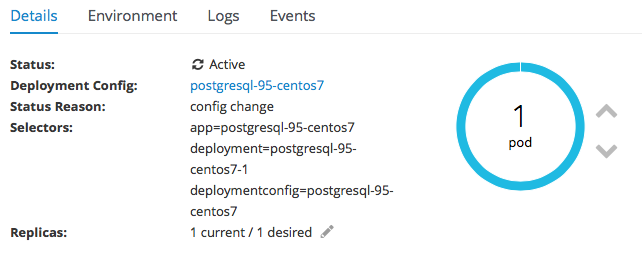 Details Environment Logs Events
Status: Active
Deployment Config: postgresql-95-centos7
Status Reason: config change
Selectors: app=postgresql-95-centos7
deployment=postgresql-95-
centos7-1
deploymentconfig=postgresql-95-
centos7
Replicas: 1 current / 1 desired
1
pod